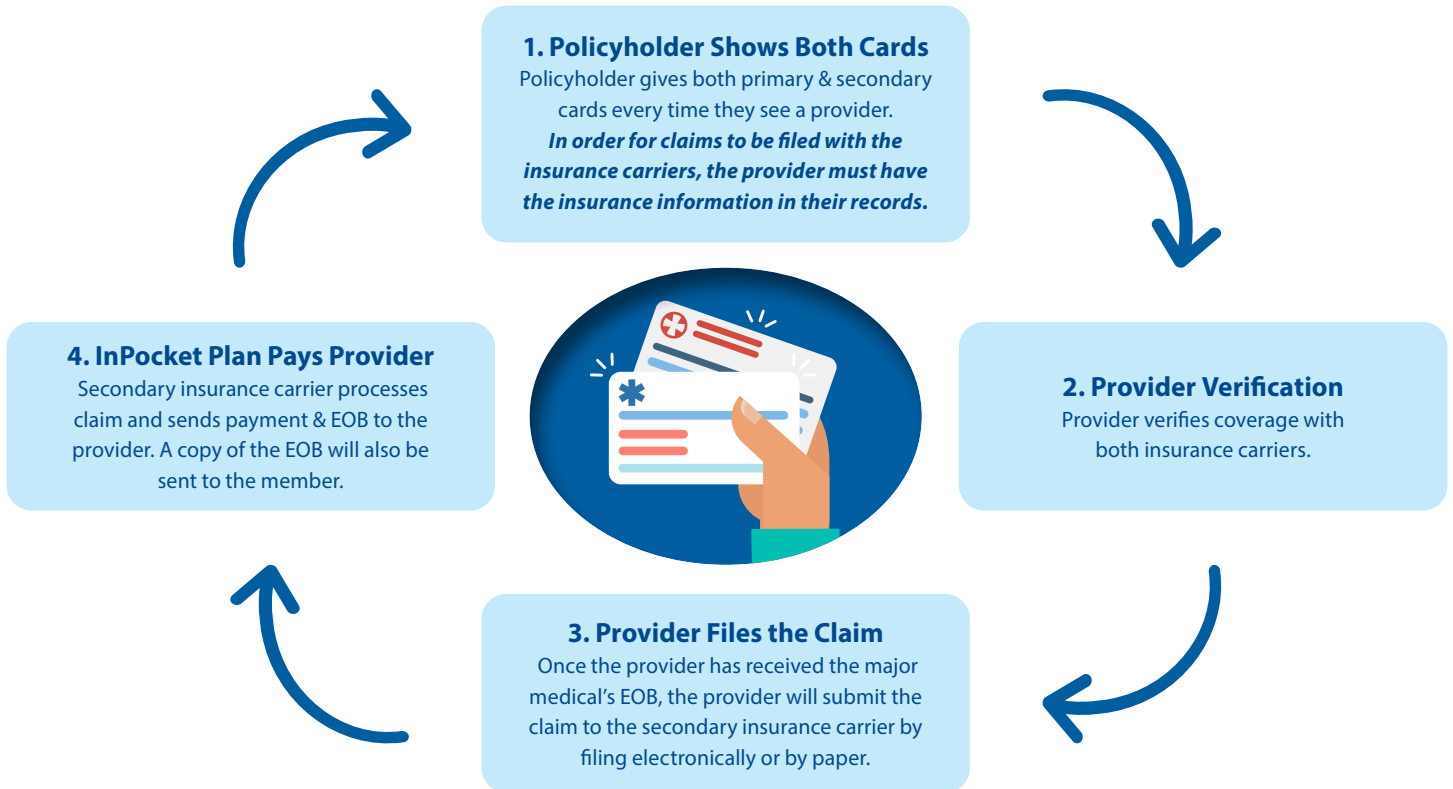 1. Policyholder Shows Both Cards
Policyholder gives both primary & secondary
cards every time they see a provider.
In order for claims to be filed with the
insurance carriers, the provider must have
the insurance information in their records.
2. Provider Verification
Provider verifies coverage with
both insurance carriers.
3. Provider Files the Claim
Once the provider has received the major
medical's EOB, the provider will submit the
claim to the secondary insurance carrier by
filing electronically or by paper.
4. InPocket Plan Pays Provider
Secondary insurance carrier processes
claim and sends payment & EOB to the
provider. A copy of the EOB will also be
sent to the member.